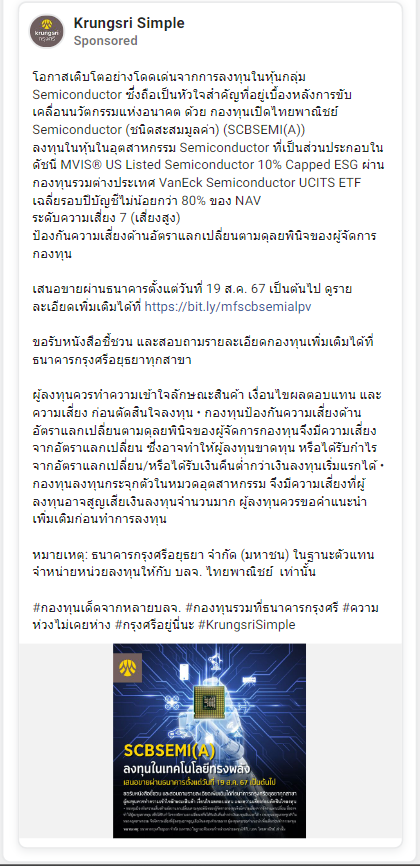 Krungsri Simple
Sponsored
krungsri
กรุงศรี
โอกาสเติบโตอย่างโดดเด่นจากการลงทุนในหุ้นกลุ่ม
Semiconductor ซึ่งถือเป็นหัวใจสำคัญที่อยู่เบื้องหลังการขับ
เคลื่อนนวัตกรรมแห่งอนาคต ด้วย กองทุนเปิดไทยพาณิชย์
Semiconductor (ชนิดสะสมมูลค่า) (SCBSEMI(A))
ลงทุนในหุ้นในอุตสาหกรรม Semiconductor ที่เป็นส่วนประกอบใน
ดัชนี MVIS® US Listed Semiconductor 10% Capped ESG ผ่าน
กองทุนรวมต่างประเทศ VanEck Semiconductor UCITS ETF
เฉลี่ยรอบปีบัญชีไม่น้อยกว่า 80% ของ NAV
ระดับความเสี่ยง 7 (เสี่ยงสูง)
ป้องกันความเสี่ยงด้านอัตราแลกเปลี่ยนตามดุลยพินิจของผู้จัดการ
กองทุน
เสนอขายผ่านธนาคารตั้งแต่วันที่ 19 ส.ค. 67 เป็นต้นไป ดูราย
ละเอียดเพิ่มเติมได้ที่ https://bit.ly/mfscbsemialpv
ขอรับหนังสือชี้ชวน และสอบถามรายละเอียดกองทุนเพิ่มเติมได้ที่
ธนาคารกรุงศรีอยุธยาทุกสาขา
ผู้ลงทุนควรทำความเข้าใจลักษณะสินค้า เงื่อนไขผลตอบแทน และ
ความเสี่ยง ก่อนตัดสินใจลงทุน • กองทุนป้องกันความเสี่ยงด้าน
อัตราแลกเปลี่ยนตามดุลยพินิจของผู้จัดการกองทุนจึงมีความเสี่ยง
จากอัตราแลกเปลี่ยน ซึ่งอาจทำให้ผู้ลงทุนขาดทุน หรือได้รับกำไร
จากอัตราแลกเปลี่ยน/หรือได้รับเงินคืนต่ำกว่าเงินลงทุนเริ่มแรกได้ •
กองทุนลงทุนกระจุกตัวในหมวดอุตสาหกรรม จึงมีความเสี่ยงที่ผู้
ลงทุนอาจสูญเสียเงินลงทุนจำนวนมาก ผู้ลงทุนควรขอคำแนะนำ
เพิ่มเติมก่อนทำการลงทุน
หมายเหตุ: ธนาคารกรุงศรีอยุธยา จำกัด (มหาชน) ในฐานะตัวแทน
จำหน่ายหน่วยลงทุนให้กับ บลจ. ไทยพาณิชย์ เท่านั้น
#กองทุนเด็ดจากหลายบลจ. #กองทุนรวมที่ธนาคารกรุงศรี #ความ
ห่วงไม่เคยห่าง #กรุงศรีอยู่นี่นะ #KrungsriSimple
SCBSEMI(A)
ลงทุนในเทคโนโลยีทรงพลัง
เสนอขายผ่านธนาคารตั้งแต่วันที่ 19 ส.ค. 67 เป็นต้นไป